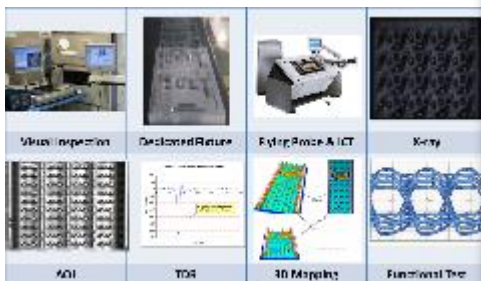 Visual Inspection
Dedicated Fixture
Flying Probe & ICT
X-ray
AOI
TDR
3D Mapping
Functional Test